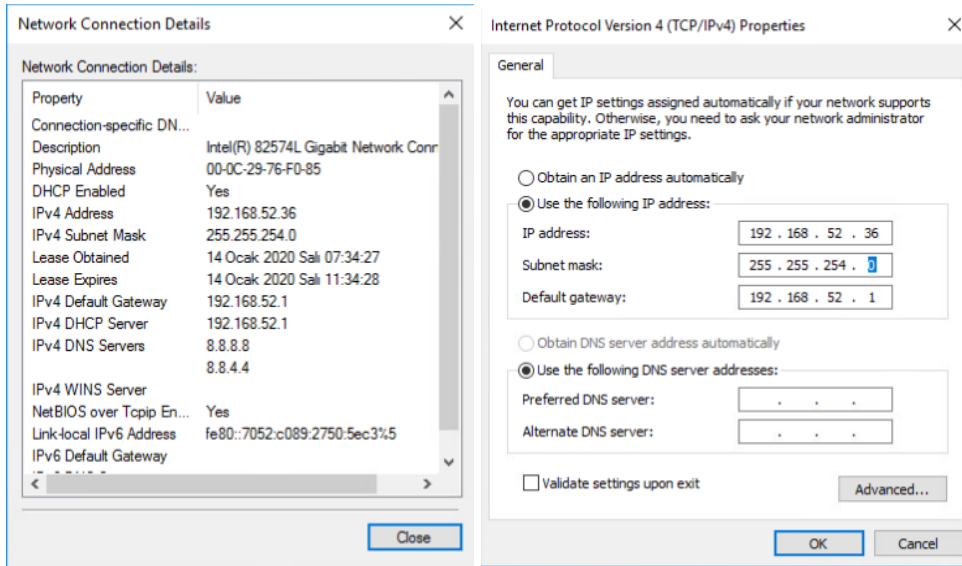 Network Connection Details
Network Connection Details:
Property Value
Connection-specific DN...
Description Intel(R) 82574L Gigabit Network Conr
Physical Address 00-0C-29-76-F0-85
DHCP Enabled Yes
IPv4 Address 192.168.52.36
IPv4 Subnet Mask 255.255.254.0
Lease Obtained 14 Ocak 2020 Salı 07:34:27
Lease Expires 14 Ocak 2020 Salı 11:34:28
IPv4 Default Gateway 192.168.52.1
IPv4 DHCP Server 192.168.52.1
IPv4 DNS Servers 8.8.8.8
8.8.4.4
IPv4 WINS Server
NetBIOS over Tcpip En... Yes
Link-local IPv6 Address fe80::7052:c089:2750:5ec3%5
IPv6 Default Gateway
Close
Internet Protocol Version 4 (TCP/IPv4) Properties
General
You can get IP settings assigned automatically if your network supports
this capability. Otherwise, you need to ask your network administrator
for the appropriate IP settings.
Obtain an IP address automatically
Use the following IP address:
IP address: 192 . 168 . 52 . 36
Subnet mask: 255 . 255 . 254 . 0
Default gateway: 192 . 168 . 52 . 1
Obtain DNS server address automatically
Use the following DNS server addresses:
Preferred DNS server: . . .
Alternate DNS server: . . .
Validate settings upon exit
Advanced...
OK Cancel